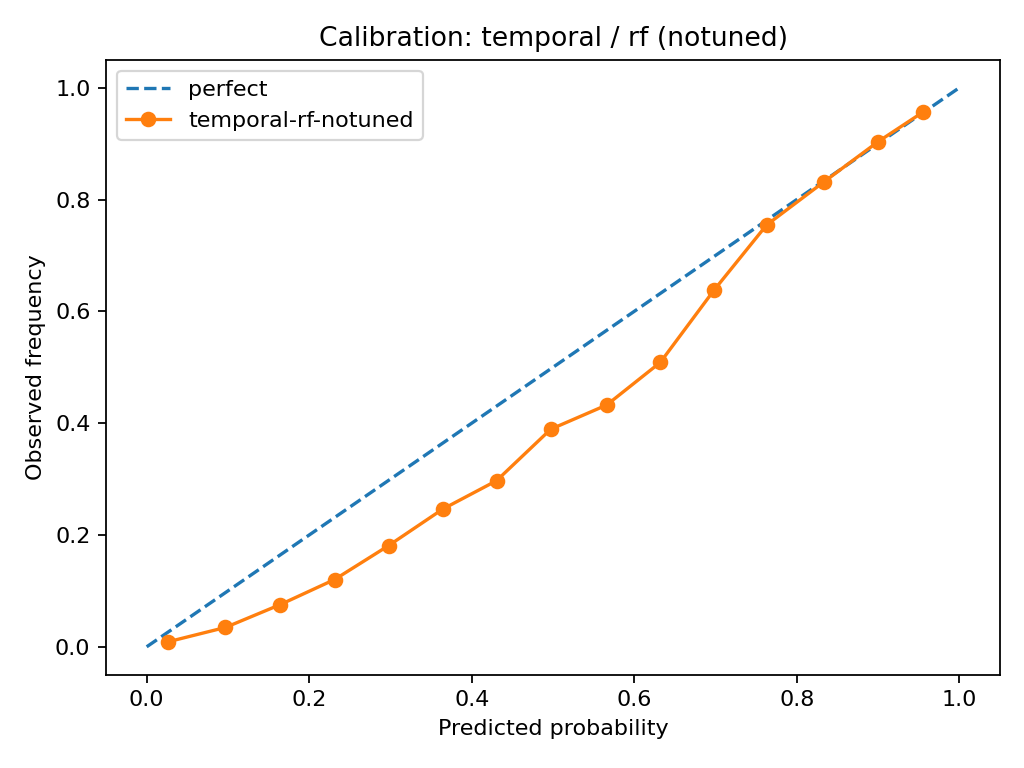 Calibration: temporal / rf (notuned)
perfect
temporal-rf-notuned
1.0
0.8
0.6
0.4
0.2
0.0
Observed frequency
0.0 0.2 0.4 0.6 0.8 1.0
Predicted probability